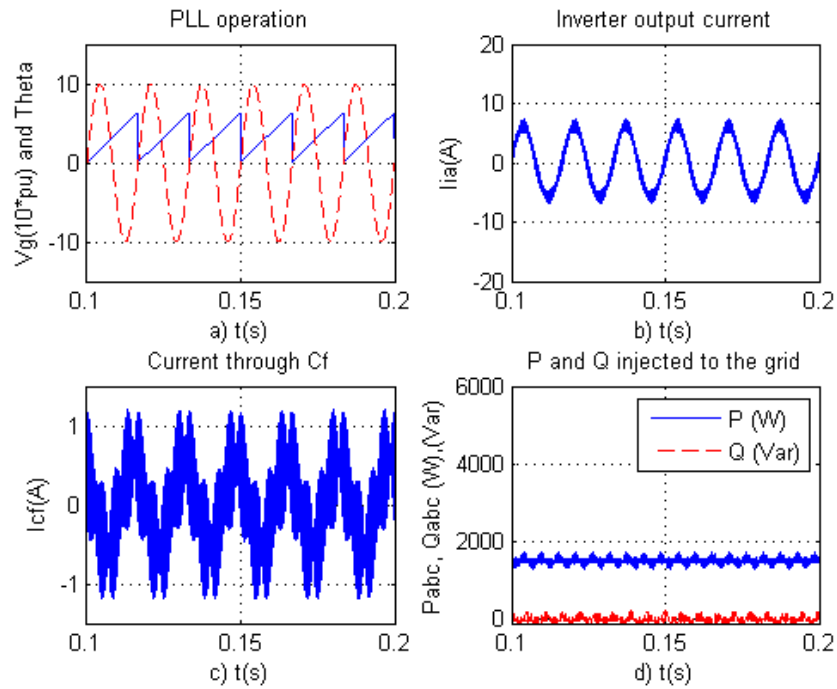 PLL operation
Vg(10*pu) and Theta
10
0
-10
0.1
0.15
0.2
a) t(s)
Inverter output current
Iia(A)
20
10
0
-10
-20
0.1
0.15
0.2
b) t(s)
Current through Cf
Icf(A)
1
0
-1
0.1
0.15
0.2
c) t(s)
P and Q injected to the grid
Pabc, Qabc (W),(Var)
6000
4000
2000
0
P (W)
Q (Var)
0.1
0.15
0.2
d) t(s)